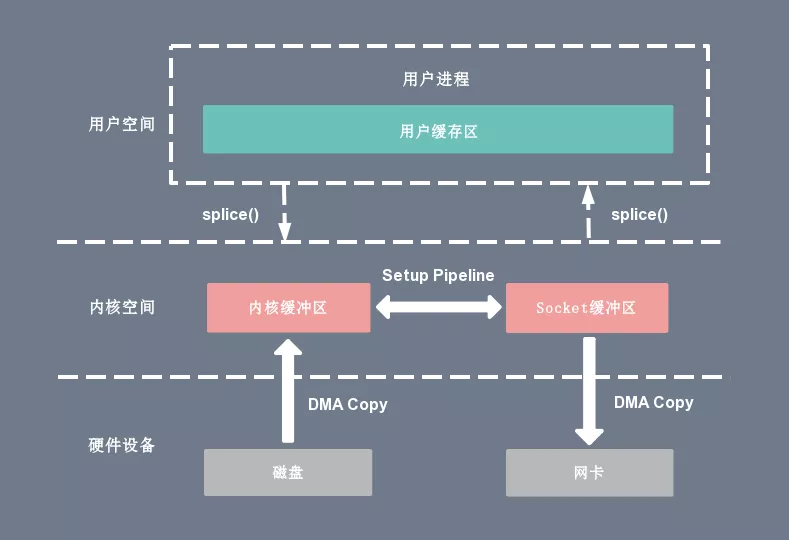 用户进程
用户空间
用户缓存区
splice()
splice()
Setup Pipeline
内核空间
内核缓冲区
Socket缓冲区
DMA Copy
DMA Copy
硬件设备
磁盘
网卡